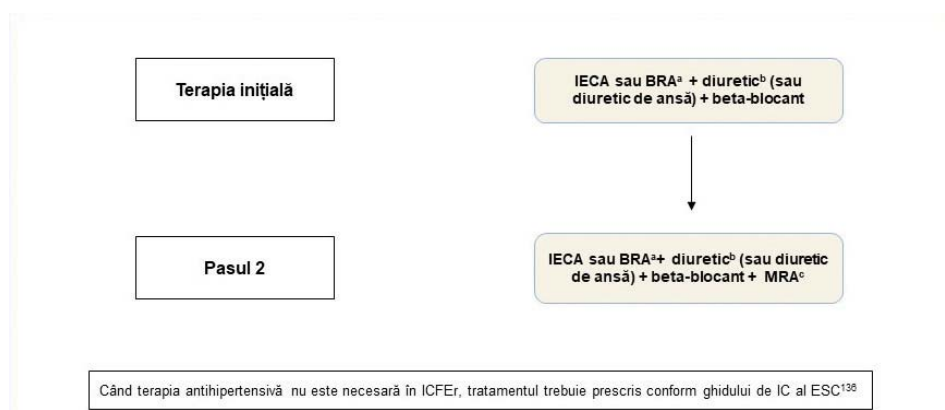 Terapia inițială
IECA sau BRAᵃ + diureticᵇ (sau
diuretic de ansă) + beta-blocant
Pasul 2
IECA sau BRAᵃ+ diureticᵇ (sau diuretic
de ansă) + beta-blocant + MRAᶜ
Când terapia antihipertensivă nu este necesară în ICFEr, tratamentul trebuie prescris conform ghidului de IC al ESC¹³⁶